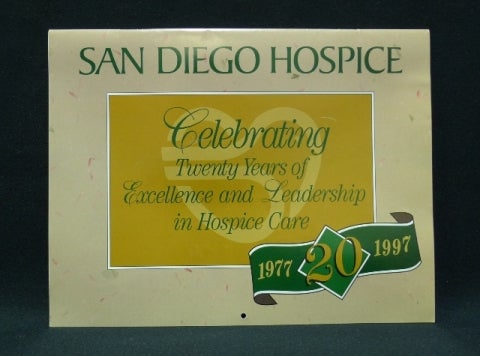 SAN DIEGO HOSPICE
Celebrating
Twenty Years of
Excellence and Leadership
in Hospice Care
1977 20 1997